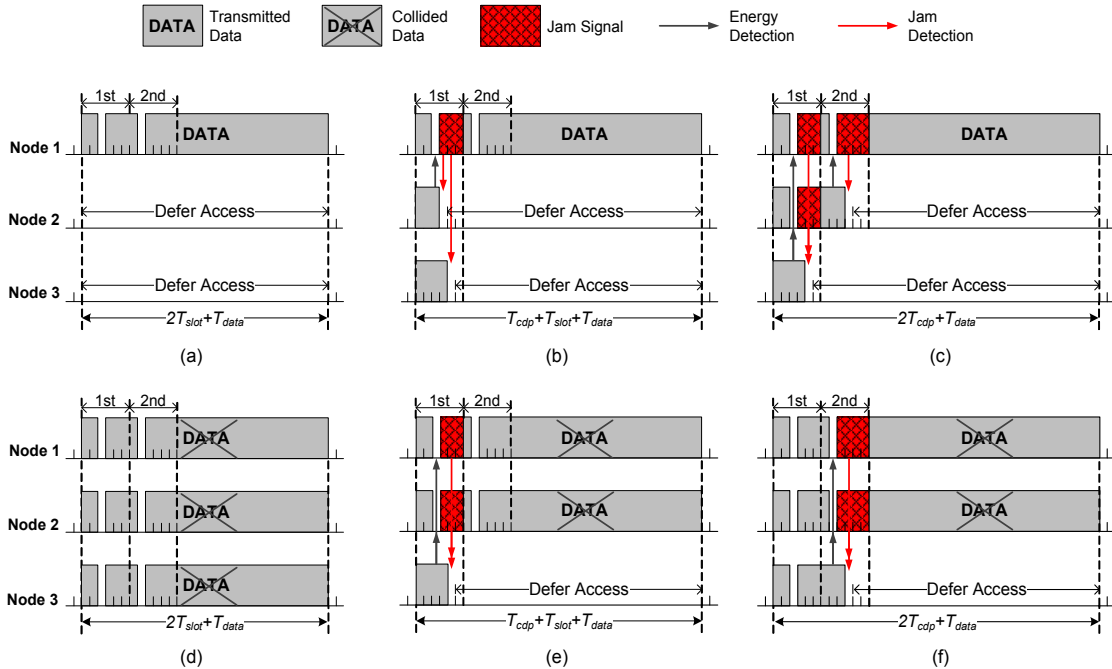 DATA Transmitted Data
DATA Collided Data
Jam Signal
Energy Detection
Jam Detection
1st 2nd
Node 1 DATA
Node 2 Defer Access
Node 3 Defer Access
2Tslot+Tdata
(a)
1st 2nd
DATA
Defer Access
Defer Access
Tcdp+Tslot+Tdata
(b)
1st 2nd
DATA
Defer Access
Defer Access
2Tcdp+Tdata
(c)
1st 2nd
Node 1 DATA
Node 2 DATA
Node 3 DATA
2Tslot+Tdata
(d)
1st 2nd
DATA
DATA
Defer Access
Tcdp+Tslot+Tdata
(e)
1st 2nd
DATA
DATA
Defer Access
2Tcdp+Tdata
(f)